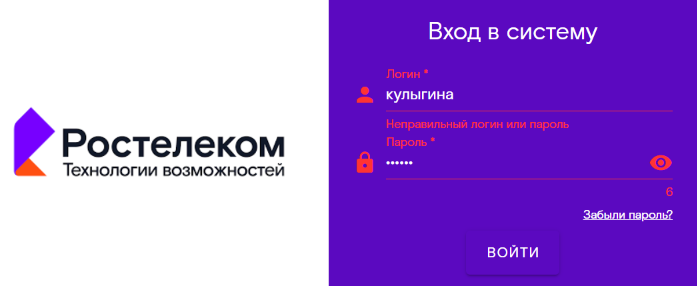 Ростелеком
Технологии возможностей
Вход в систему
Логин *
кулыгина
Неправильный логин или пароль
Пароль *
••••••
6
Забыли пароль?
ВОЙТИ